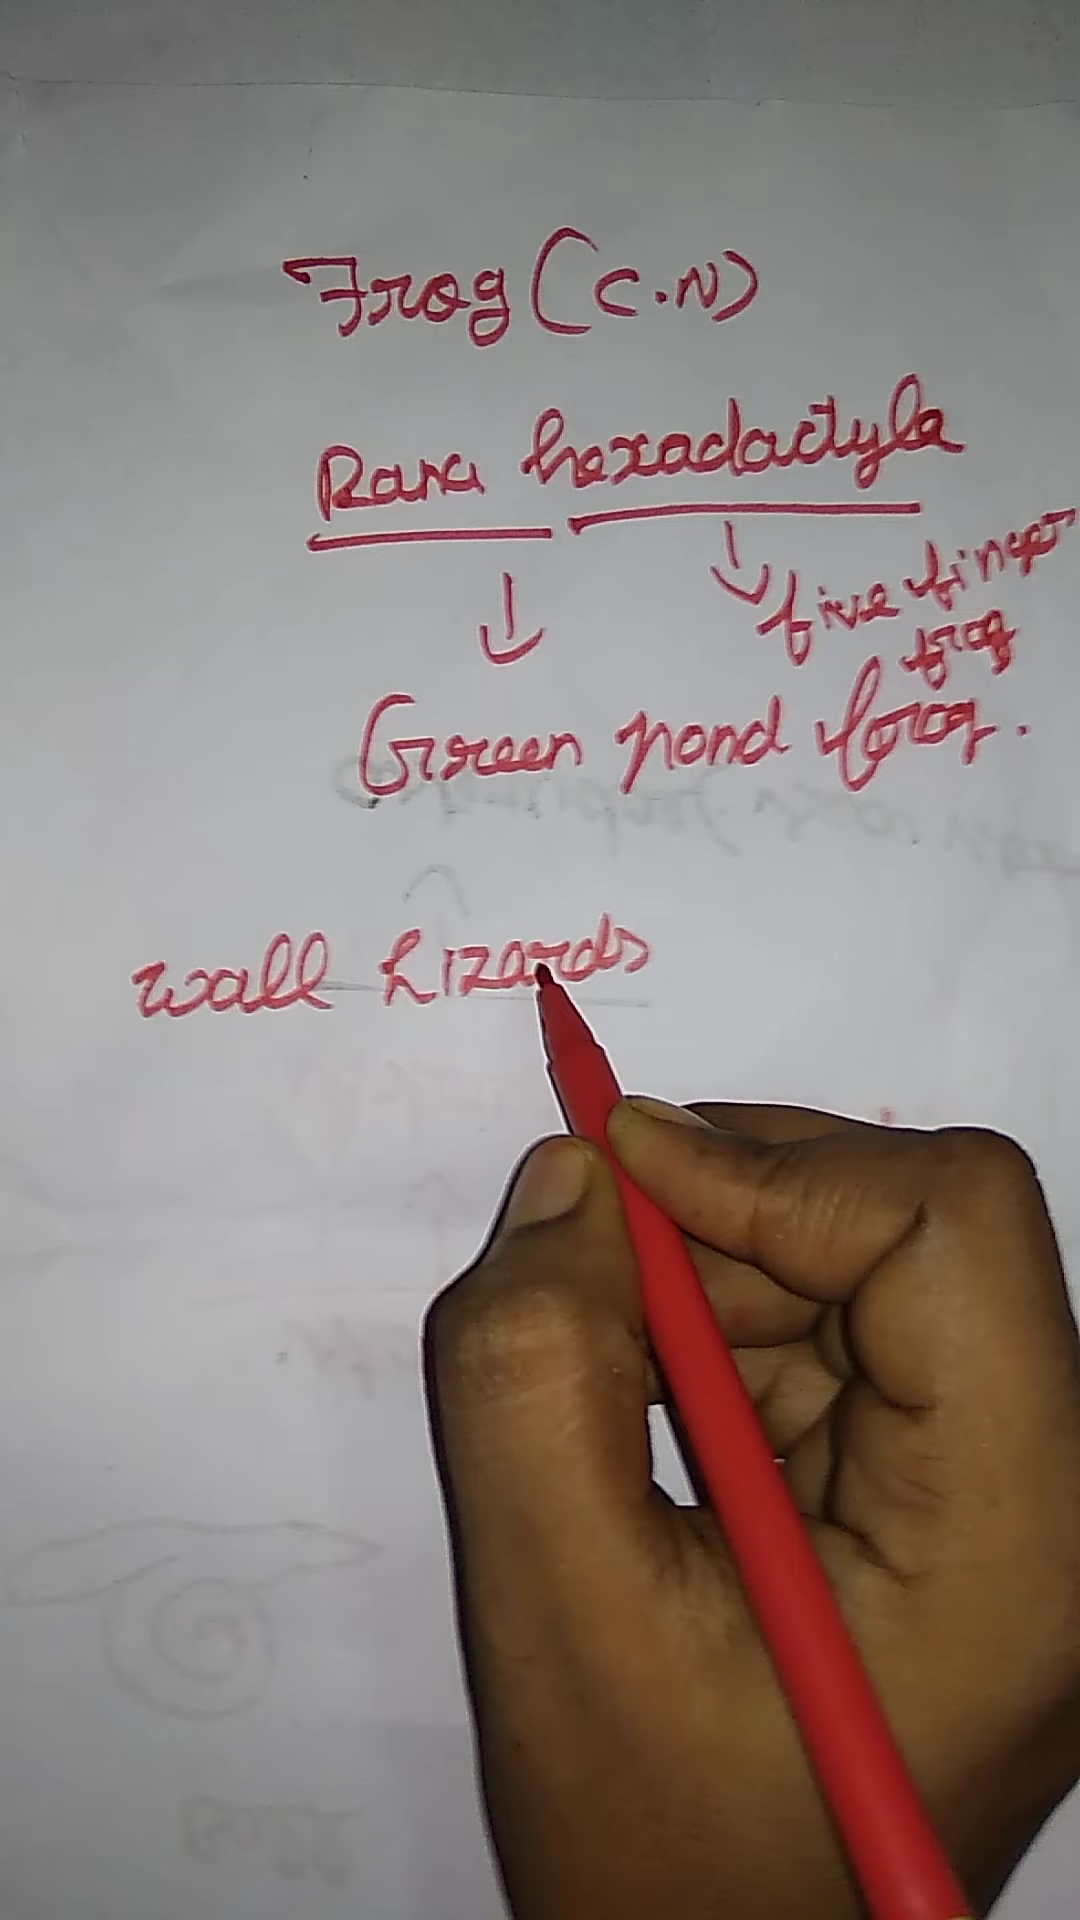 Frog (C.N)
Rana hexadactyla
five finger
frog
Green pond frog.
wall Lizards